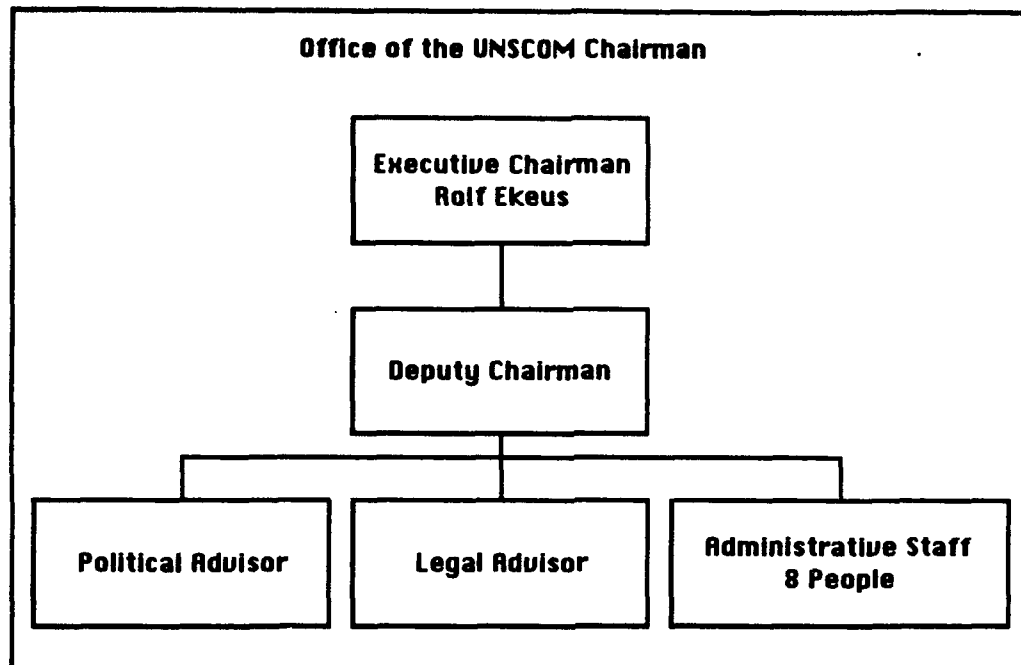 Office of the UNSCOM Chairman
Executive Chairman
Rolf Ekeus
Deputy Chairman
Political Advisor
Legal Advisor
Administrative Staff
8 People